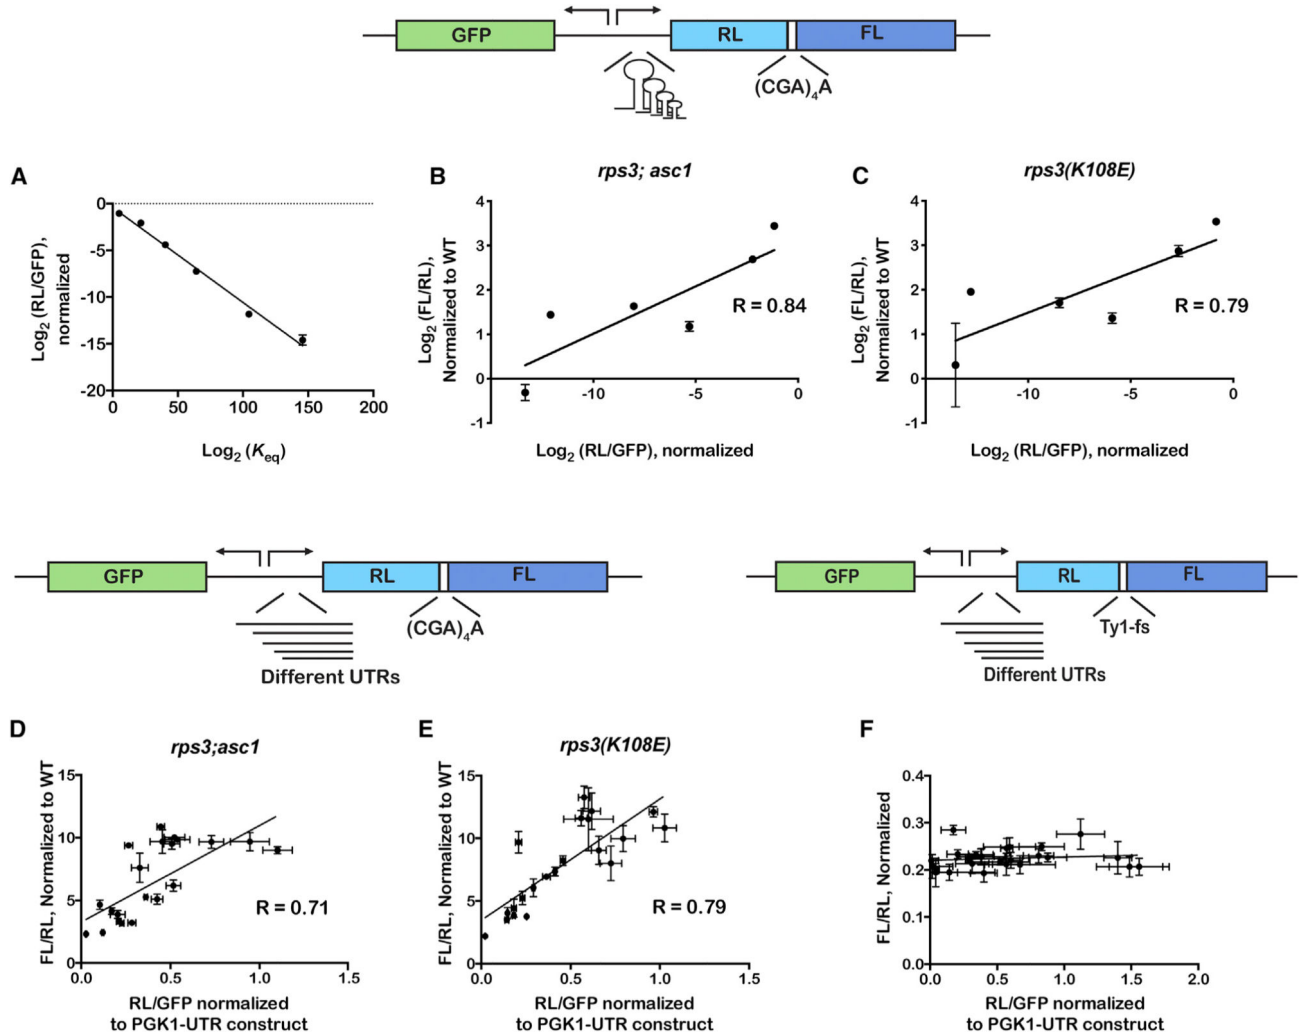 GFP
RL
FL
(CGA)₄A
A
Log₂ (RL/GFP),
normalized
0
-5
-10
-15
-20
0
50
100
150
200
Log₂ (Keq)
B
rps3; asc1
Log₂ (FL/RL),
Normalized to WT
4
3
2
1
0
-1
R = 0.84
-10
-5
0
Log₂ (RL/GFP), normalized
C
rps3(K108E)
Log₂ (FL/RL),
Normalized to WT
4
3
2
1
0
-1
R = 0.79
-10
-5
0
Log₂ (RL/GFP), normalized
GFP
RL
FL
(CGA)₄A
Different UTRs
GFP
RL
FL
Ty1-fs
Different UTRs
D
rps3;asc1
FL/RL, Normalized to WT
15
10
5
0
R = 0.71
0.0
0.5
1.0
1.5
RL/GFP normalized
to PGK1-UTR construct
E
rps3(K108E)
FL/RL, Normalized to WT
15
10
5
0
R = 0.79
0.0
0.5
1.0
1.5
RL/GFP normalized
to PGK1-UTR construct
F
FL/RL, Normalized
0.4
0.3
0.2
0.1
0.0
0.0
0.5
1.0
1.5
2.0
RL/GFP normalized
to PGK1-UTR construct